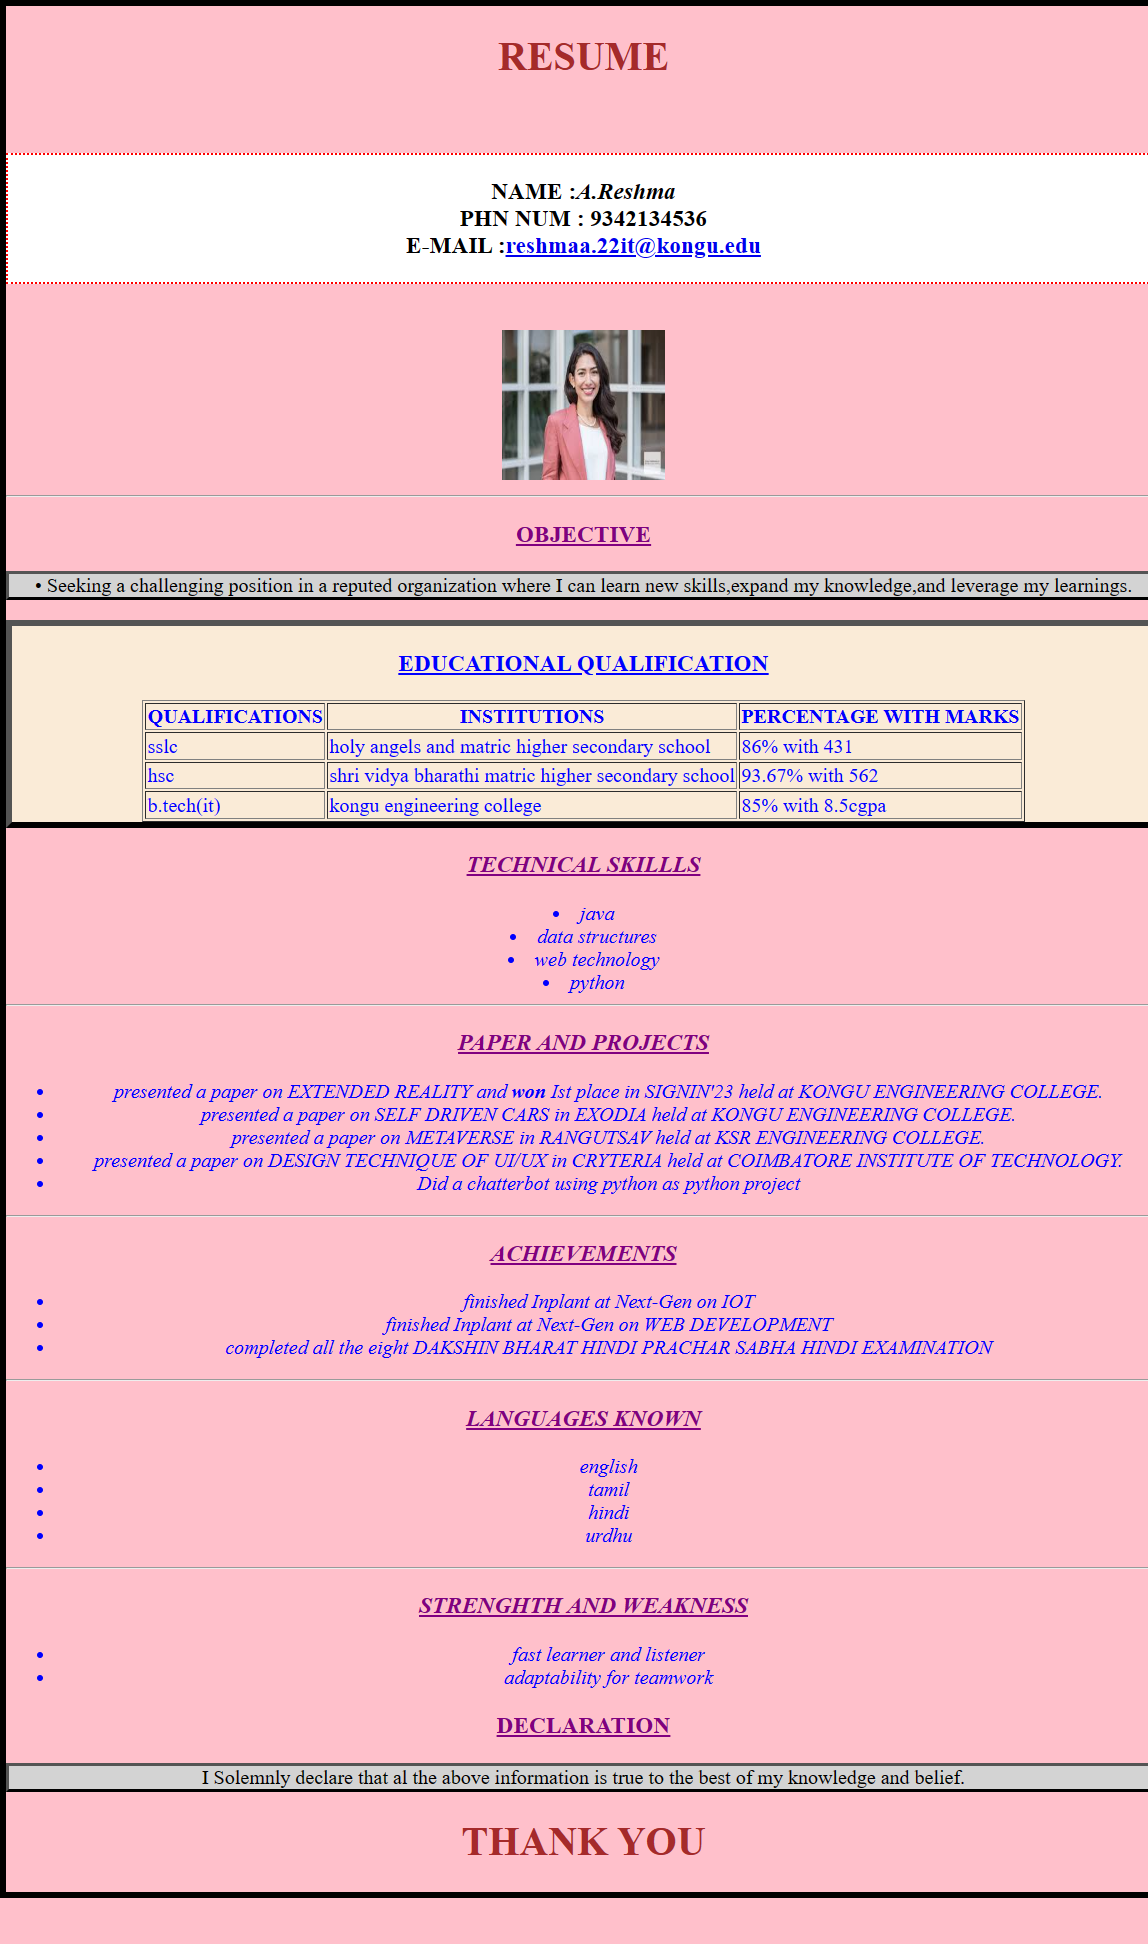 RESUME
NAME :A.Reshma
PHN NUM : 9342134536
E-MAIL :reshmaa.22it@kongu.edu
OBJECTIVE
• Seeking a challenging position in a reputed organization where I can learn new skills,expand my knowledge,and leverage my learnings.
EDUCATIONAL QUALIFICATION
QUALIFICATIONS INSTITUTIONS PERCENTAGE WITH MARKS
sslc holy angels and matric higher secondary school 86% with 431
hsc shri vidya bharathi matric higher secondary school 93.67% with 562
b.tech(it) kongu engineering college 85% with 8.5cgpa
TECHNICAL SKILLLS
• java
• data structures
• web technology
• python
PAPER AND PROJECTS
• presented a paper on EXTENDED REALITY and won Ist place in SIGNIN'23 held at KONGU ENGINEERING COLLEGE.
• presented a paper on SELF DRIVEN CARS in EXODIA held at KONGU ENGINEERING COLLEGE.
• presented a paper on METAVERSE in RANGUTSAV held at KSR ENGINEERING COLLEGE.
• presented a paper on DESIGN TECHNIQUE OF UI/UX in CRYTERIA held at COIMBATORE INSTITUTE OF TECHNOLOGY.
• Did a chatterbot using python as python project
ACHIEVEMENTS
• finished Inplant at Next-Gen on IOT
• finished Inplant at Next-Gen on WEB DEVELOPMENT
• completed all the eight DAKSHIN BHARAT HINDI PRACHAR SABHA HINDI EXAMINATION
LANGUAGES KNOWN
• english
• tamil
• hindi
• urdhu
STRENGHTH AND WEAKNESS
• fast learner and listener
• adaptability for teamwork
DECLARATION
I Solemnly declare that al the above information is true to the best of my knowledge and belief.
THANK YOU